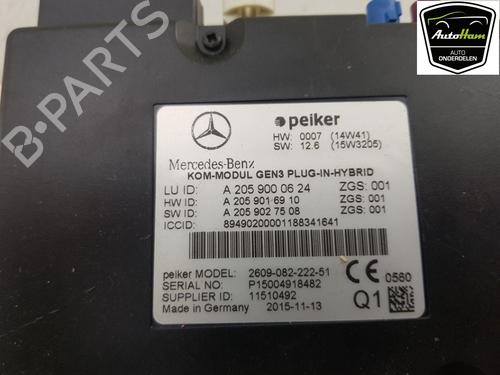 AutoHam
AUTO
ONDERDELEN
B-PARTS
peiker
HW: 0007 (14W41)
SW: 12.6 (15W3205)
Mercedes-Benz
KOM-MODUL GEN3 PLUG-IN-HYBRID
LU ID: A 205 900 06 24 ZGS: 001
HW ID: A 205 901 69 10 ZGS: 001
SW ID: A 205 902 75 08 ZGS: 001
ICCID: 89490200001188341641
peiker MODEL: 2609-082-222-51
SERIAL NO: P15004918482
SUPPLIER ID: 11510492
Made in Germany 2015-11-13
CE 0560
Q1